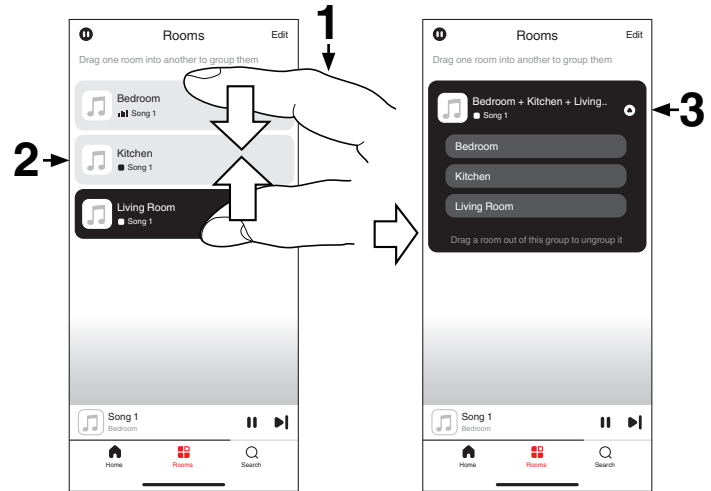 1
Rooms
Edit
Drag one room into another to group them
Bedroom
Song 1
2
Kitchen
Song 1
Living Room
Song 1
Song 1
Bedroom
Home
Rooms
Search
Rooms
Edit
Drag one room into another to group them
Bedroom + Kitchen + Living..
Song 1
3
Bedroom
Kitchen
Living Room
Drag a room out of this group to ungroup it
Song 1
Bedroom
Home
Rooms
Search